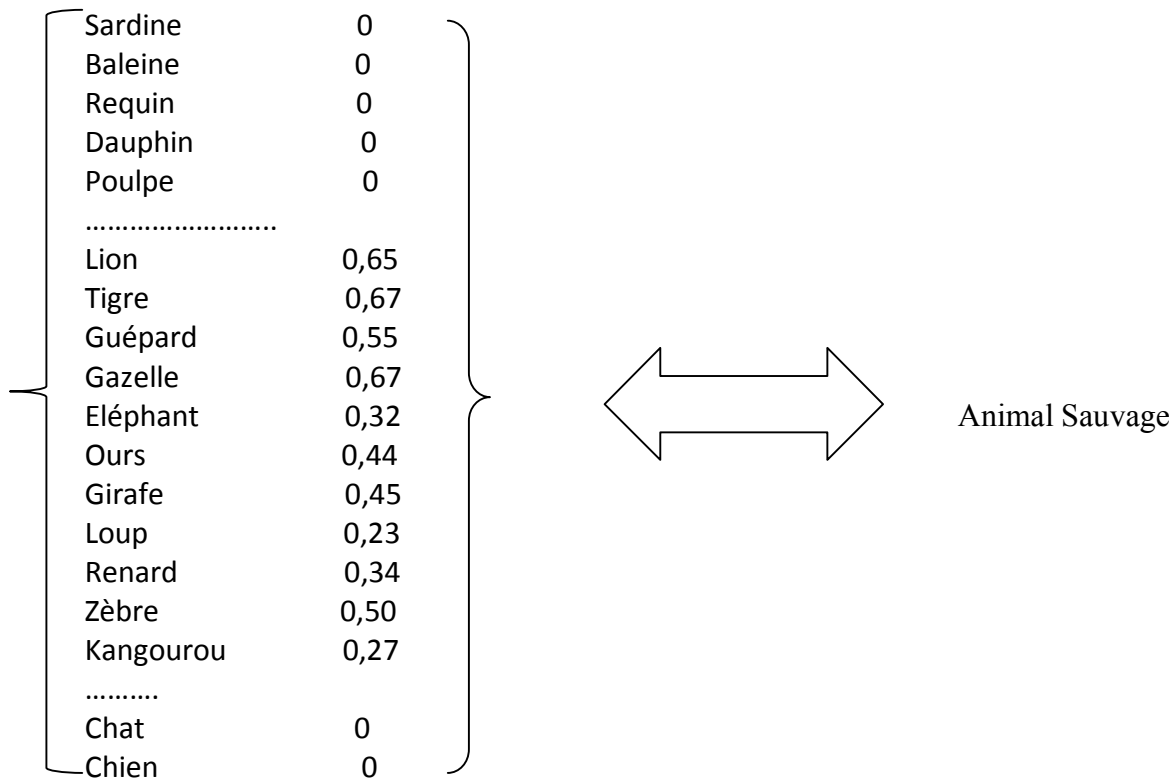 Sardine 0
Baleine 0
Requin 0
Dauphin 0
Poulpe 0
……………………..
Lion 0,65
Tigre 0,67
Guépard 0,55
Gazelle 0,67
Eléphant 0,32
Ours 0,44
Girafe 0,45
Loup 0,23
Renard 0,34
Zèbre 0,50
Kangourou 0,27
……….
Chat 0
Chien 0
Animal Sauvage